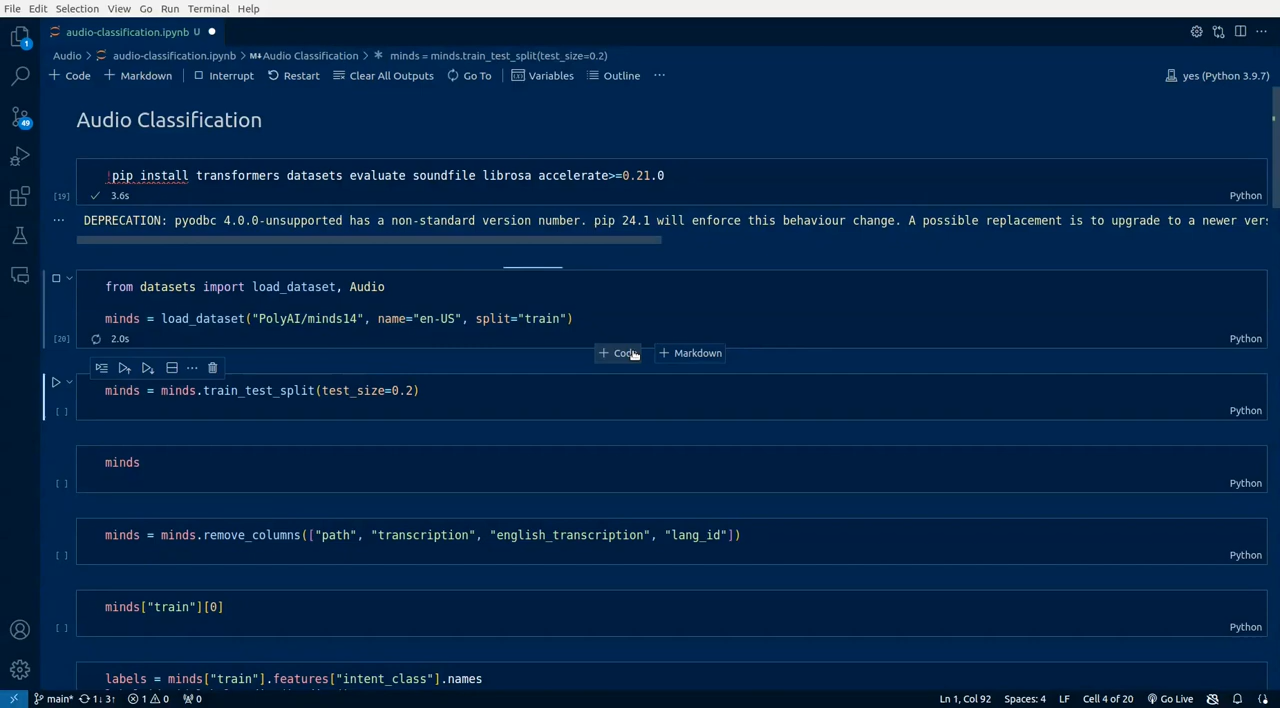 File Edit Selection View Go Run Terminal Help
1
audio-classification.ipynb U
Audio > audio-classification.ipynb > M↓Audio Classification > minds = minds.train_test_split(test_size=0.2)
+ Code + Markdown Interrupt Restart Clear All Outputs Go To Variables Outline ... yes (Python 3.9.7)
Audio Classification
!pip install transformers datasets evaluate soundfile librosa accelerate>=0.21.0
[19] 3.6s Python
49
... DEPRECATION: pyodbc 4.0.0-unsupported has a non-standard version number. pip 24.1 will enforce this behaviour change. A possible replacement is to upgrade to a newer vers
from datasets import load_dataset, Audio
minds = load_dataset("PolyAI/minds14", name="en-US", split="train")
[20] 2.0s Python
+ Code + Markdown
minds = minds.train_test_split(test_size=0.2)
[ ] Python
minds
[ ] Python
minds = minds.remove_columns(["path", "transcription", "english_transcription", "lang_id"])
[ ] Python
minds["train"][0]
[ ] Python
labels = minds["train"].features["intent_class"].names
main* 1↓ 3↑ 1 0 0 Ln 1, Col 92 Spaces: 4 LF Cell 4 of 20 Go Live